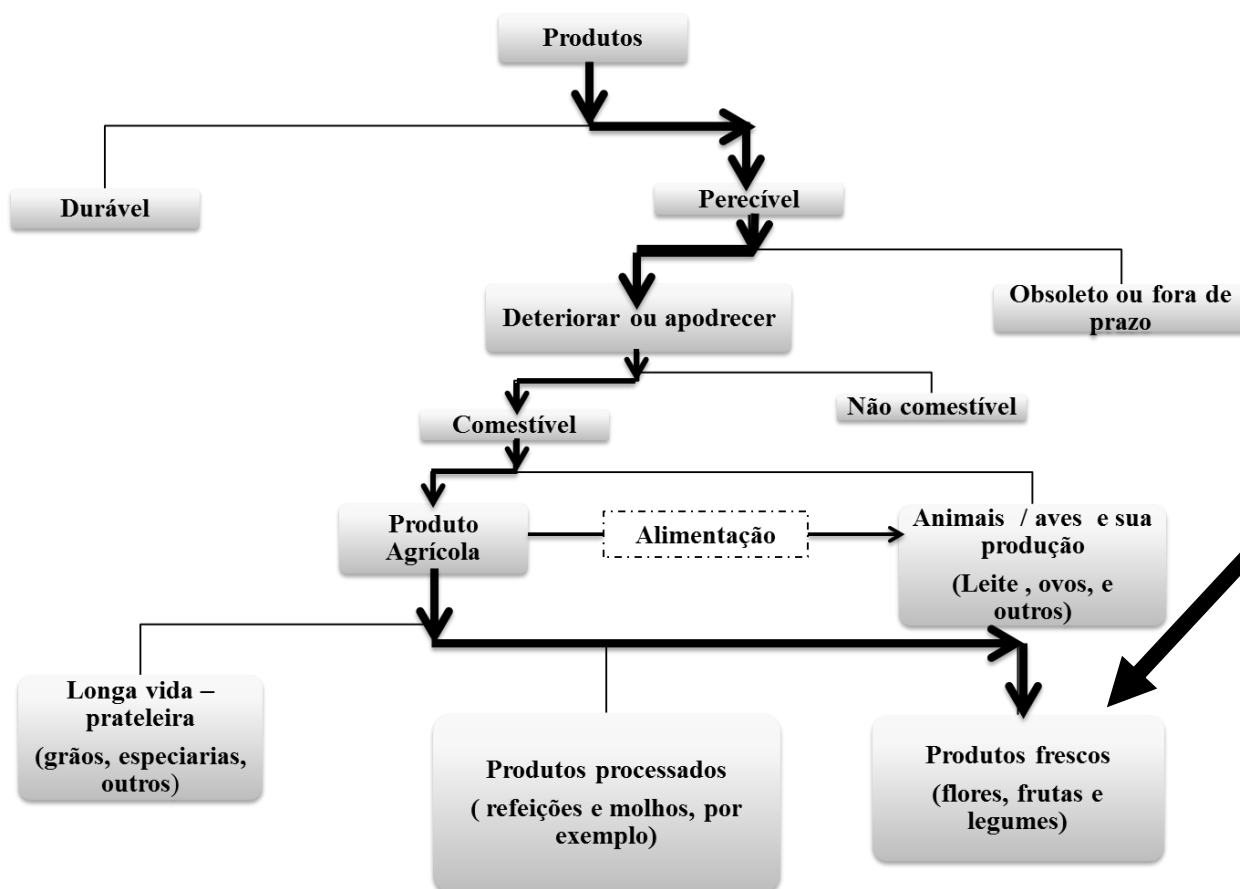 Produtos
Durável
Perecível
Deteriorar ou apodrecer
Obsoleto ou fora de
prazo
Não comestível
Comestível
Produto
Agrícola
Alimentação
Animais / aves e sua
produção
(Leite , ovos, e
outros)
Longa vida –
prateleira
(grãos, especiarias,
outros)
Produtos processados
( refeições e molhos, por
exemplo)
Produtos frescos
(flores, frutas e
legumes)